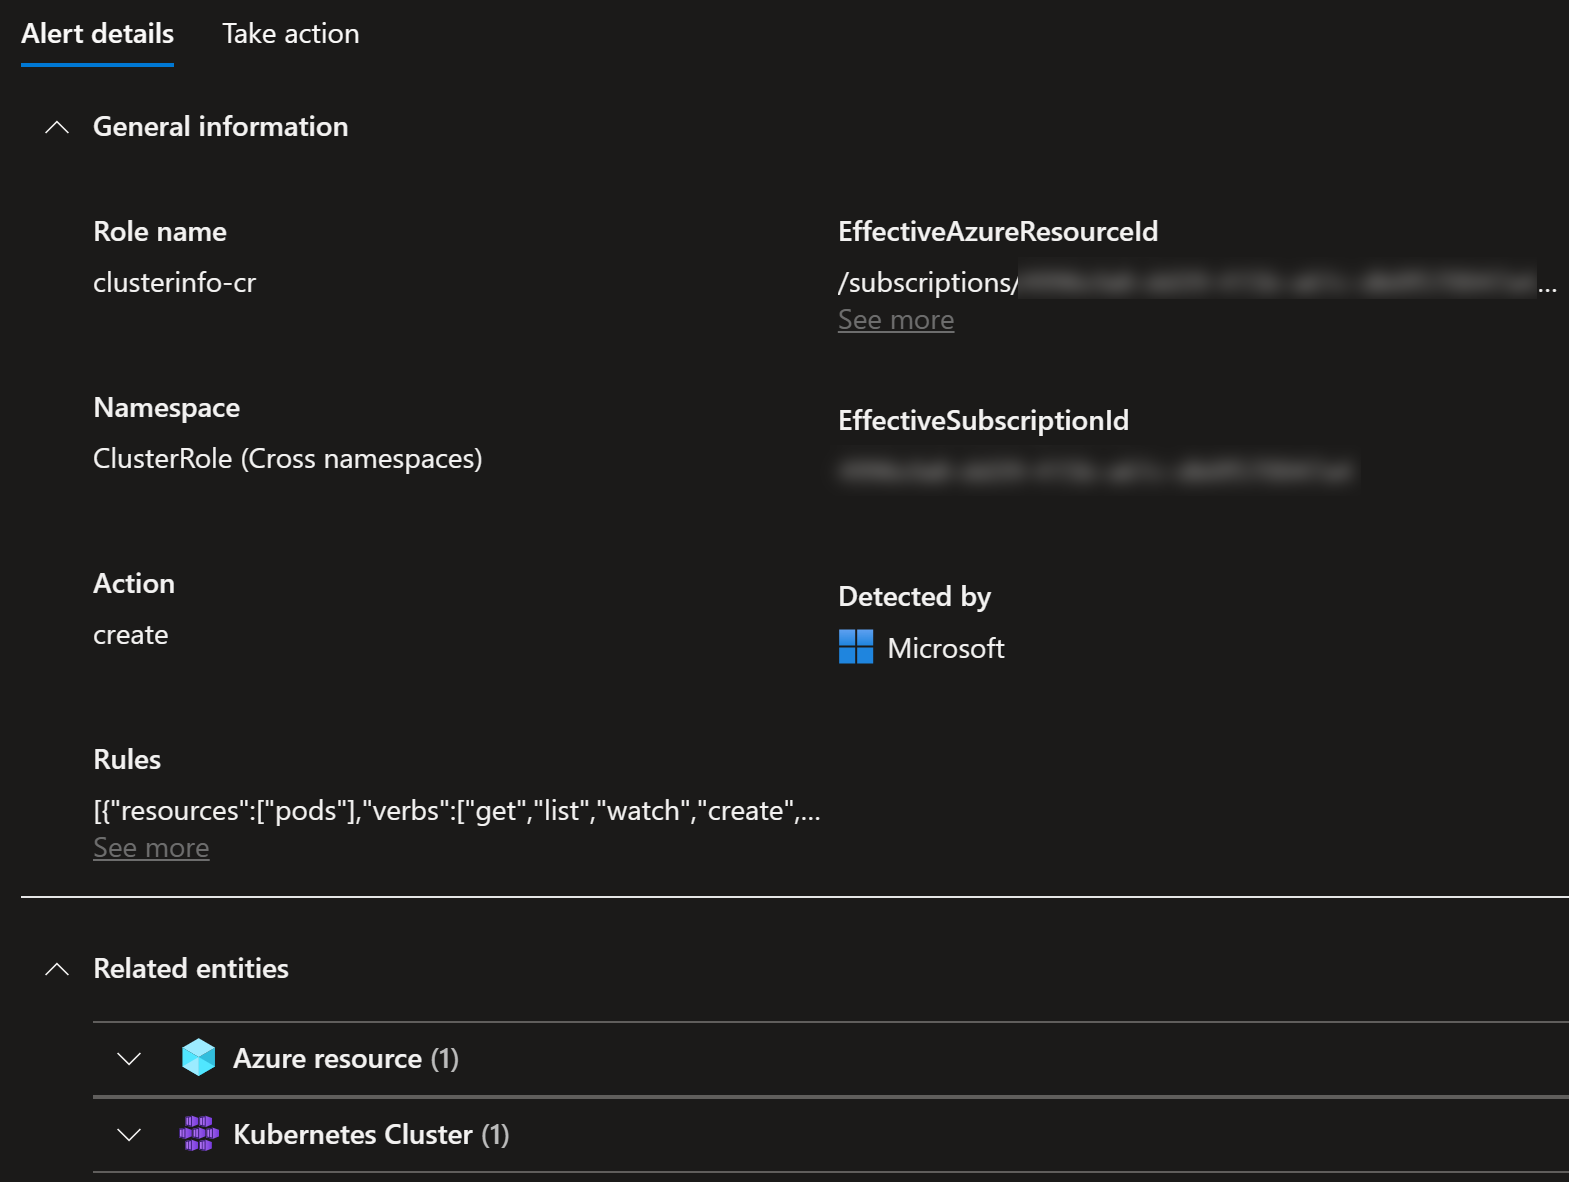 Alert details
Take action
General information
Role name
clusterinfo-cr
Namespace
ClusterRole (Cross namespaces)
Action
create
Rules
[{"resources":["pods"],"verbs":["get","list","watch","create",...
See more
EffectiveAzureResourceId
/subscriptions/ ...
See more
EffectiveSubscriptionId
Detected by
Microsoft
Related entities
Azure resource (1)
Kubernetes Cluster (1)